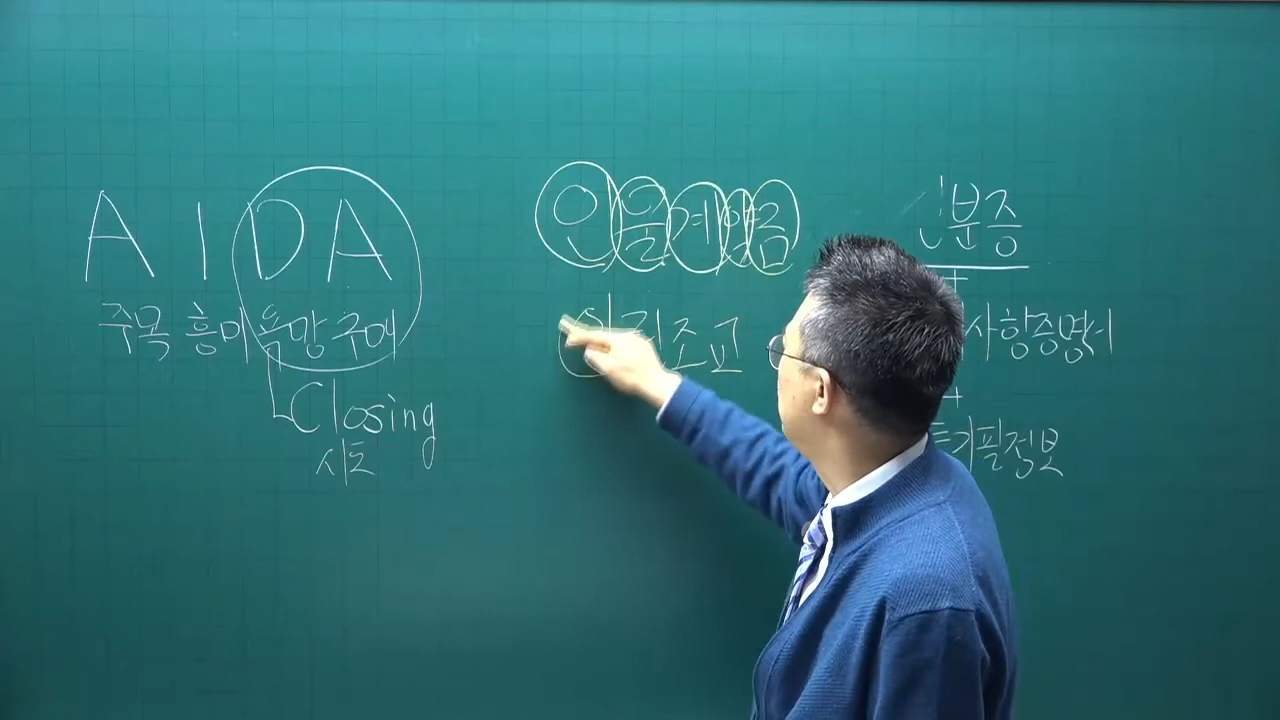 AIDA
주목 흥미 욕망 구매
Closing
시도
인물계약금
조교
신분증
+
사항증명서
+
등기필정보